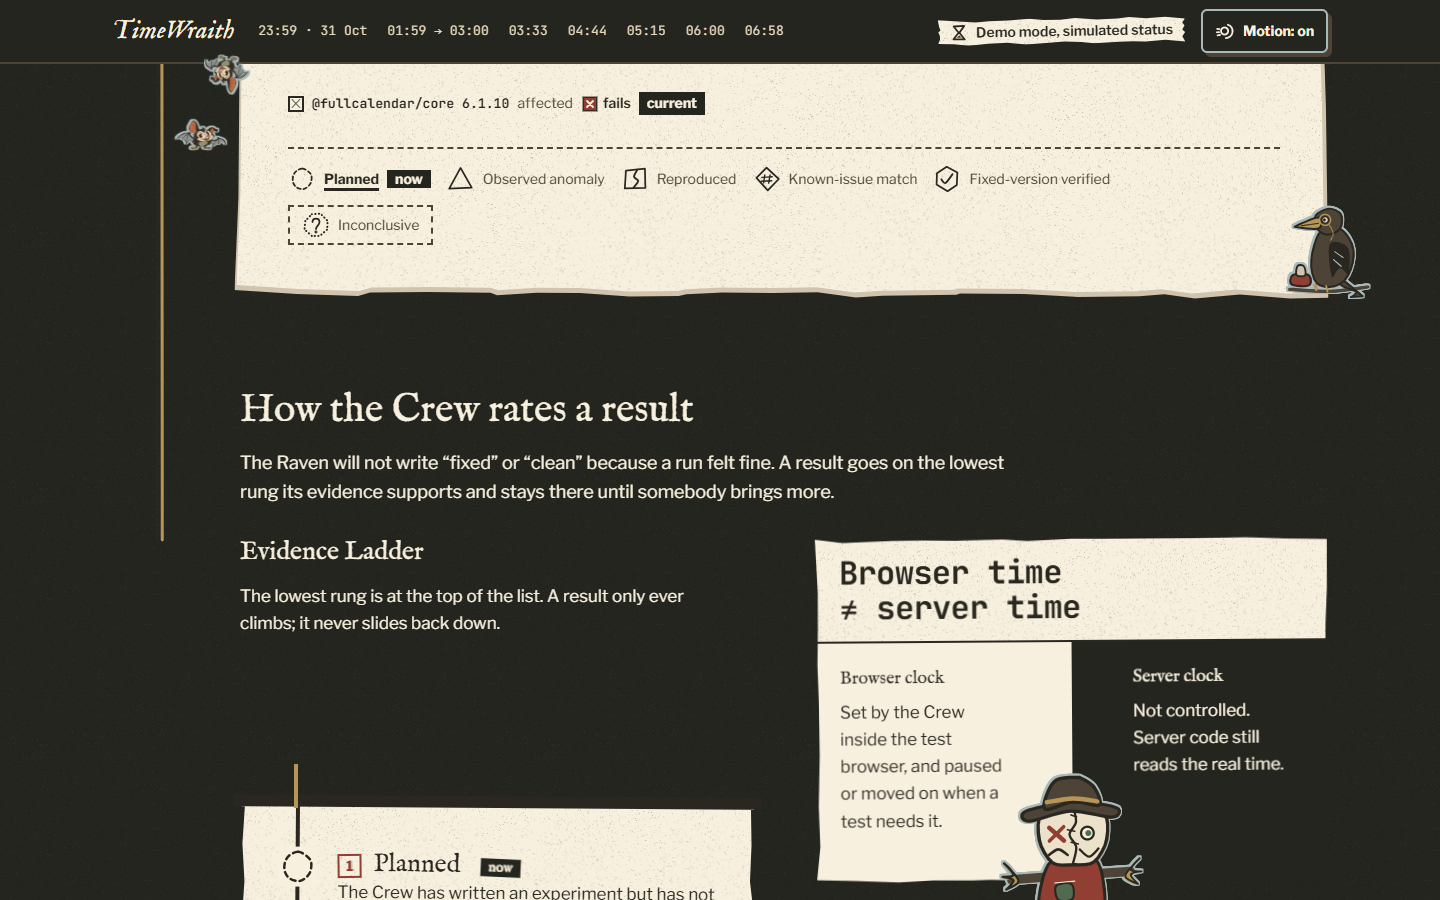 TimeWraith 23:59 · 31 Oct 01:59 → 03:00 03:33 04:44 05:15 06:00 06:58 Demo mode, simulated status Motion: on
@fullcalendar/core 6.1.10 affected fails current
Planned now Observed anomaly Reproduced # Known-issue match Fixed-version verified
? Inconclusive
How the Crew rates a result
The Raven will not write “fixed” or “clean” because a run felt fine. A result goes on the lowest
rung its evidence supports and stays there until somebody brings more.
Evidence Ladder
The lowest rung is at the top of the list. A result only ever
climbs; it never slides back down.
Browser time
≠ server time
Browser clock
Set by the Crew
inside the test
browser, and paused
or moved on when a
test needs it.
Server clock
Not controlled.
Server code still
reads the real time.
1 Planned now
The Crew has written an experiment but has not